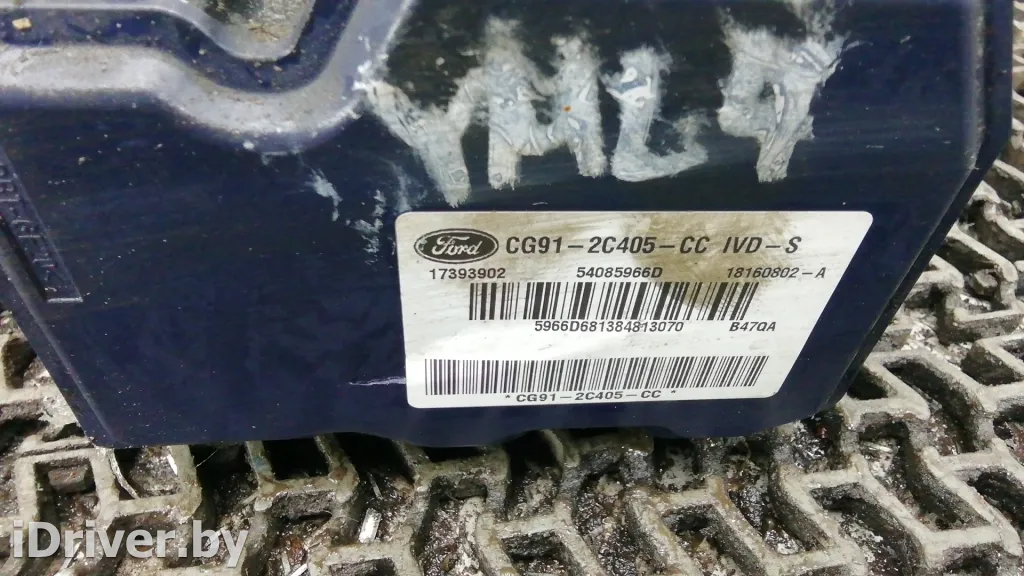 Ford CG91-2C405-CC IVD-S
17393902 54085966D 18160802-A
5966D681384813070 B47QA
*CG91-2C405-CC*
iDriver.by